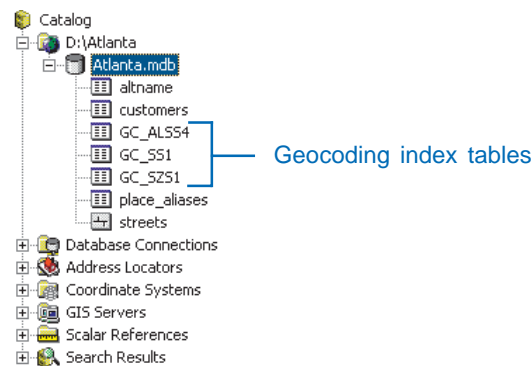 Catalog
D:\Atlanta
Atlanta.mdb
altname
customers
GC_ALSS4
GC_SS1
GC_SZS1
Geocoding index tables
place_aliases
streets
Database Connections
Address Locators
Coordinate Systems
GIS Servers
Scalar References
Search Results